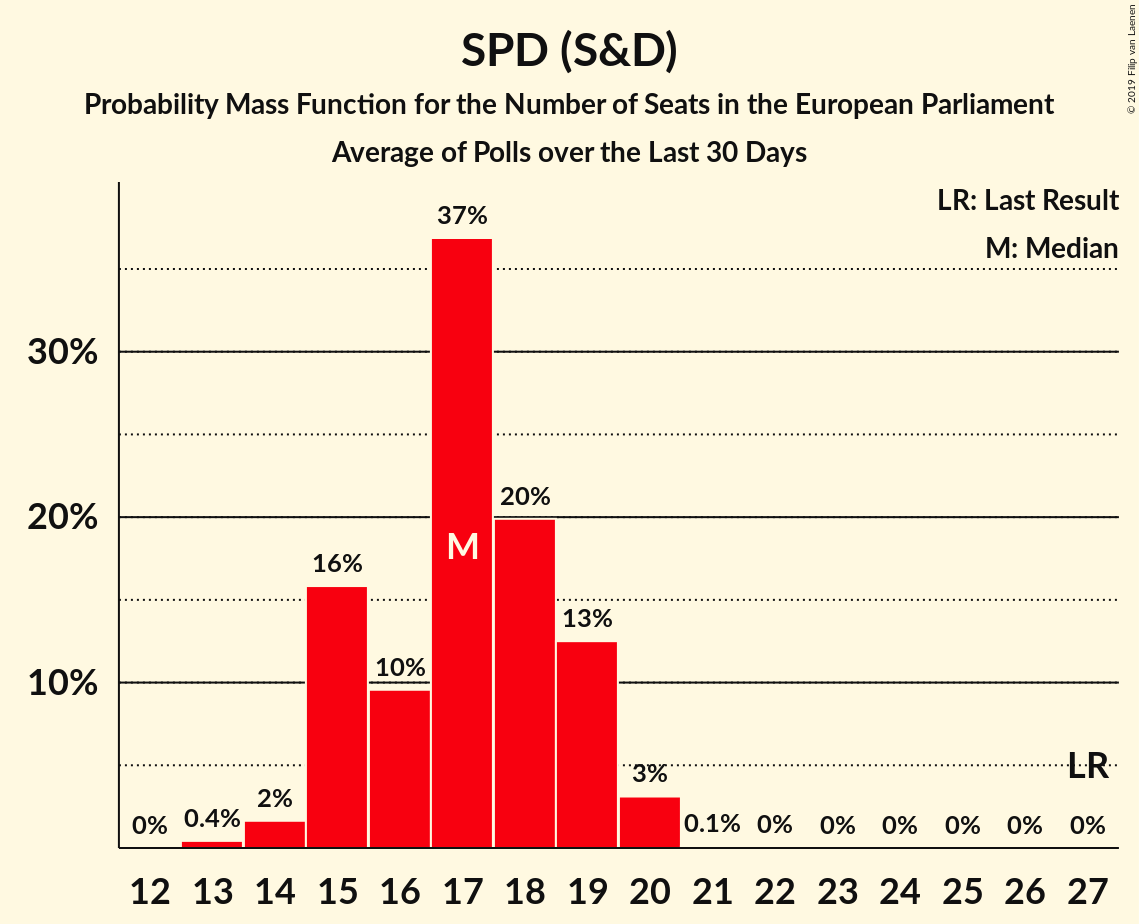 SPD (S&D)
Probability Mass Function for the Number of Seats in the European Parliament
Average of Polls over the Last 30 Days
© 2019 Filip van Laenen
LR: Last Result
M: Median
37%
30%
20%
20%
M
16%
13%
10%
10%
LR
3%
2%
0%
0.4%
0.1%
0%
0%
0%
0%
0%
0%
12 13 14 15 16 17 18 19 20 21 22 23 24 25 26 27